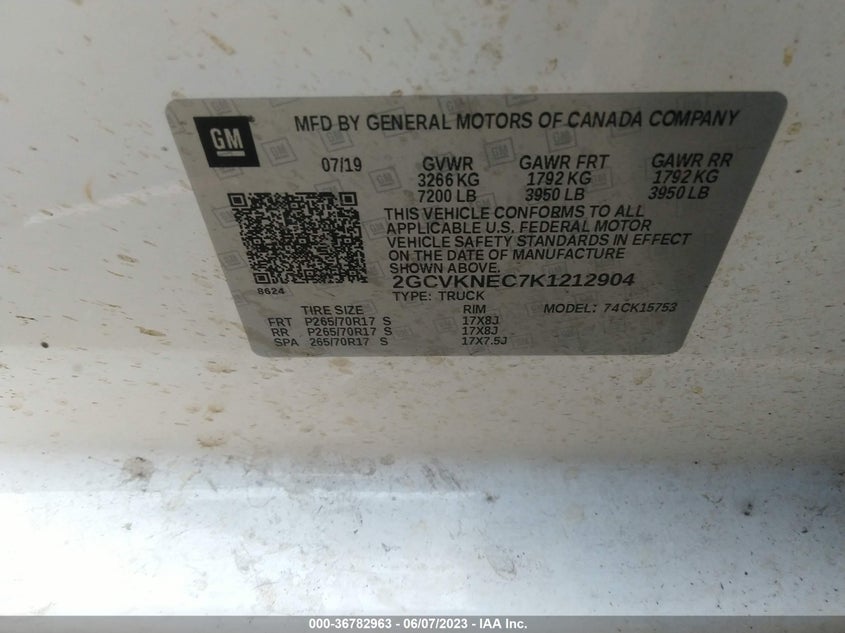 GM
MFD BY GENERAL MOTORS OF CANADA COMPANY
07/19 GVWR GAWR FRT GAWR RR
3266 KG 1792 KG 1792 KG
7200 LB 3950 LB 3950 LB
THIS VEHICLE CONFORMS TO ALL
APPLICABLE U.S. FEDERAL MOTOR
VEHICLE SAFETY STANDARDS IN EFFECT
ON THE DATE OF MANUFACTURE
SHOWN ABOVE.
8624 2GCVKNEC7K1212904
TYPE: TRUCK MODEL: 74CK15753
TIRE SIZE RIM
FRT P265/70R17 S 17X8J
RR P265/70R17 S 17X8J
SPA 265/70R17 S 17X7.5J
000-36782963 - 06/07/2023 - IAA Inc.